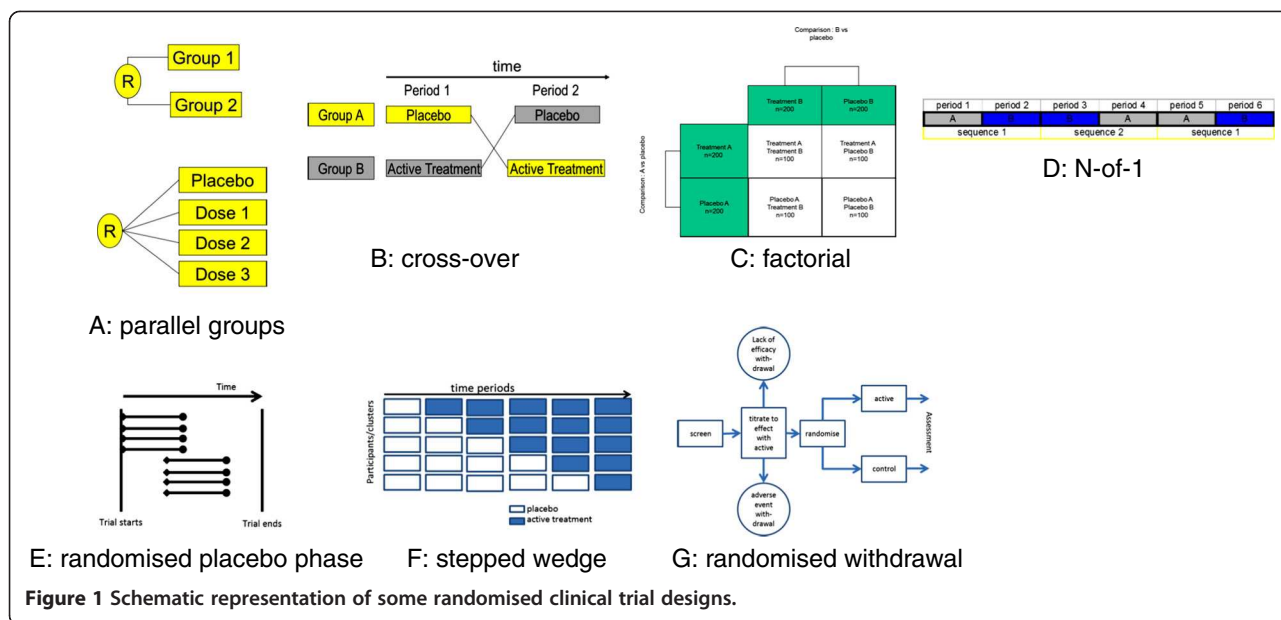 Group 1
R
Group 2
Placebo
Dose 1
R
Dose 2
Dose 3
A: parallel groups
time
Period 1 Period 2
Group A Placebo Placebo
Group B Active Treatment Active Treatment
B: cross-over
Comparison : B vs
placebo
Treatment B
n=200
Placebo B
n=200
Comparison : A vs placebo
Treatment A
n=200
Treatment A
Treatment B
n=100
Treatment A
Placebo B
n=100
Placebo A
n=200
Placebo A
Treatment B
n=100
Placebo A
Placebo B
n=100
C: factorial
period 1 period 2 period 3 period 4 period 5 period 6
A B B A A B
sequence 1 sequence 2 sequence 1
D: N-of-1
Time
Trial starts
Trial ends
E: randomised placebo phase
time periods
Participants/clusters
placebo
active treatment
F: stepped wedge
Lack of
efficacy
with-
drawal
screen
titrate to
effect
with
active
randomise
active
control
Assessment
adverse
event
with-
drawal
G: randomised withdrawal
Figure 1 Schematic representation of some randomised clinical trial designs.